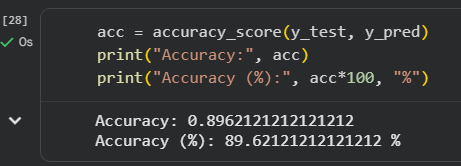 [28]
0s
acc = accuracy_score(y_test, y_pred)
print("Accuracy:", acc)
print("Accuracy (%):", acc*100, "%")
Accuracy: 0.8962121212121212
Accuracy (%): 89.62121212121212 %